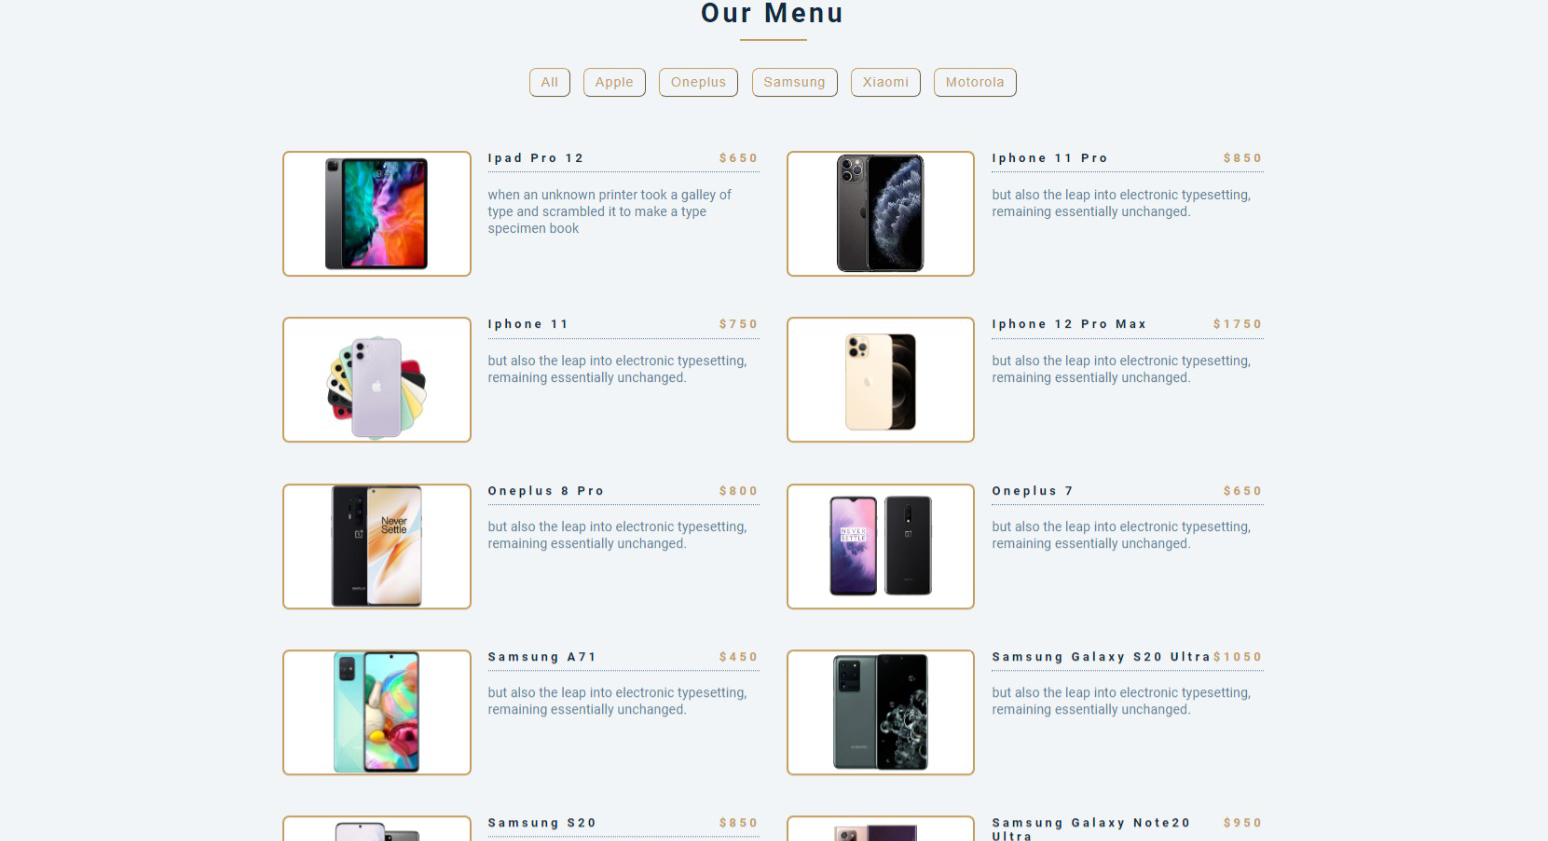 Our Menu
All Apple Oneplus Samsung Xiaomi Motorola
Ipad Pro 12 $650
when an unknown printer took a galley of
type and scrambled it to make a type
specimen book
Iphone 11 Pro $850
but also the leap into electronic typesetting,
remaining essentially unchanged.
Iphone 11 $750
but also the leap into electronic typesetting,
remaining essentially unchanged.
Iphone 12 Pro Max $1750
but also the leap into electronic typesetting,
remaining essentially unchanged.
Never
Settle
Oneplus 8 Pro $800
but also the leap into electronic typesetting,
remaining essentially unchanged.
NEVER
SETTLE
Oneplus 7 $650
but also the leap into electronic typesetting,
remaining essentially unchanged.
Samsung A71 $450
but also the leap into electronic typesetting,
remaining essentially unchanged.
Samsung Galaxy S20 Ultra $1050
but also the leap into electronic typesetting,
remaining essentially unchanged.
Samsung S20 $850
Samsung Galaxy Note20 $950
Ultra